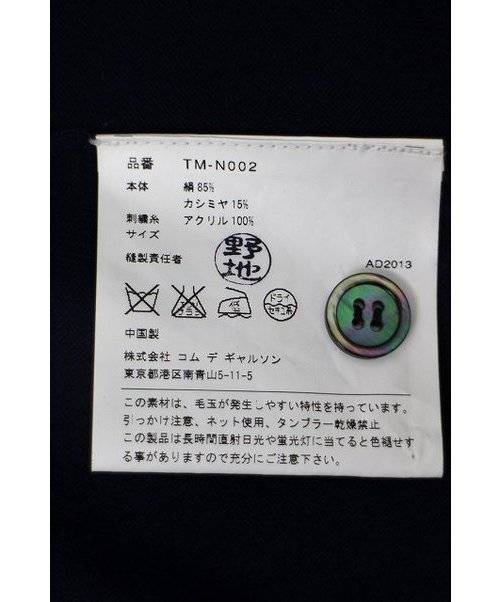 品番 TM-N002
本体 絹 85%
カシミヤ 15%
刺繍糸 アクリル 100%
サイズ
縫製責任者 野地
AD2013
ドライ
セキユ系
中国製
株式会社 コム デ ギャルソン
東京都港区南青山5-11-5
この素材は、毛玉が発生しやすい特性を持っています。
引っかけ注意、ネット使用、タンブラー乾燥禁止
この製品は長時間直射日光や蛍光灯に当てると色褪せす
る事がありますので充分にご注意下さい。